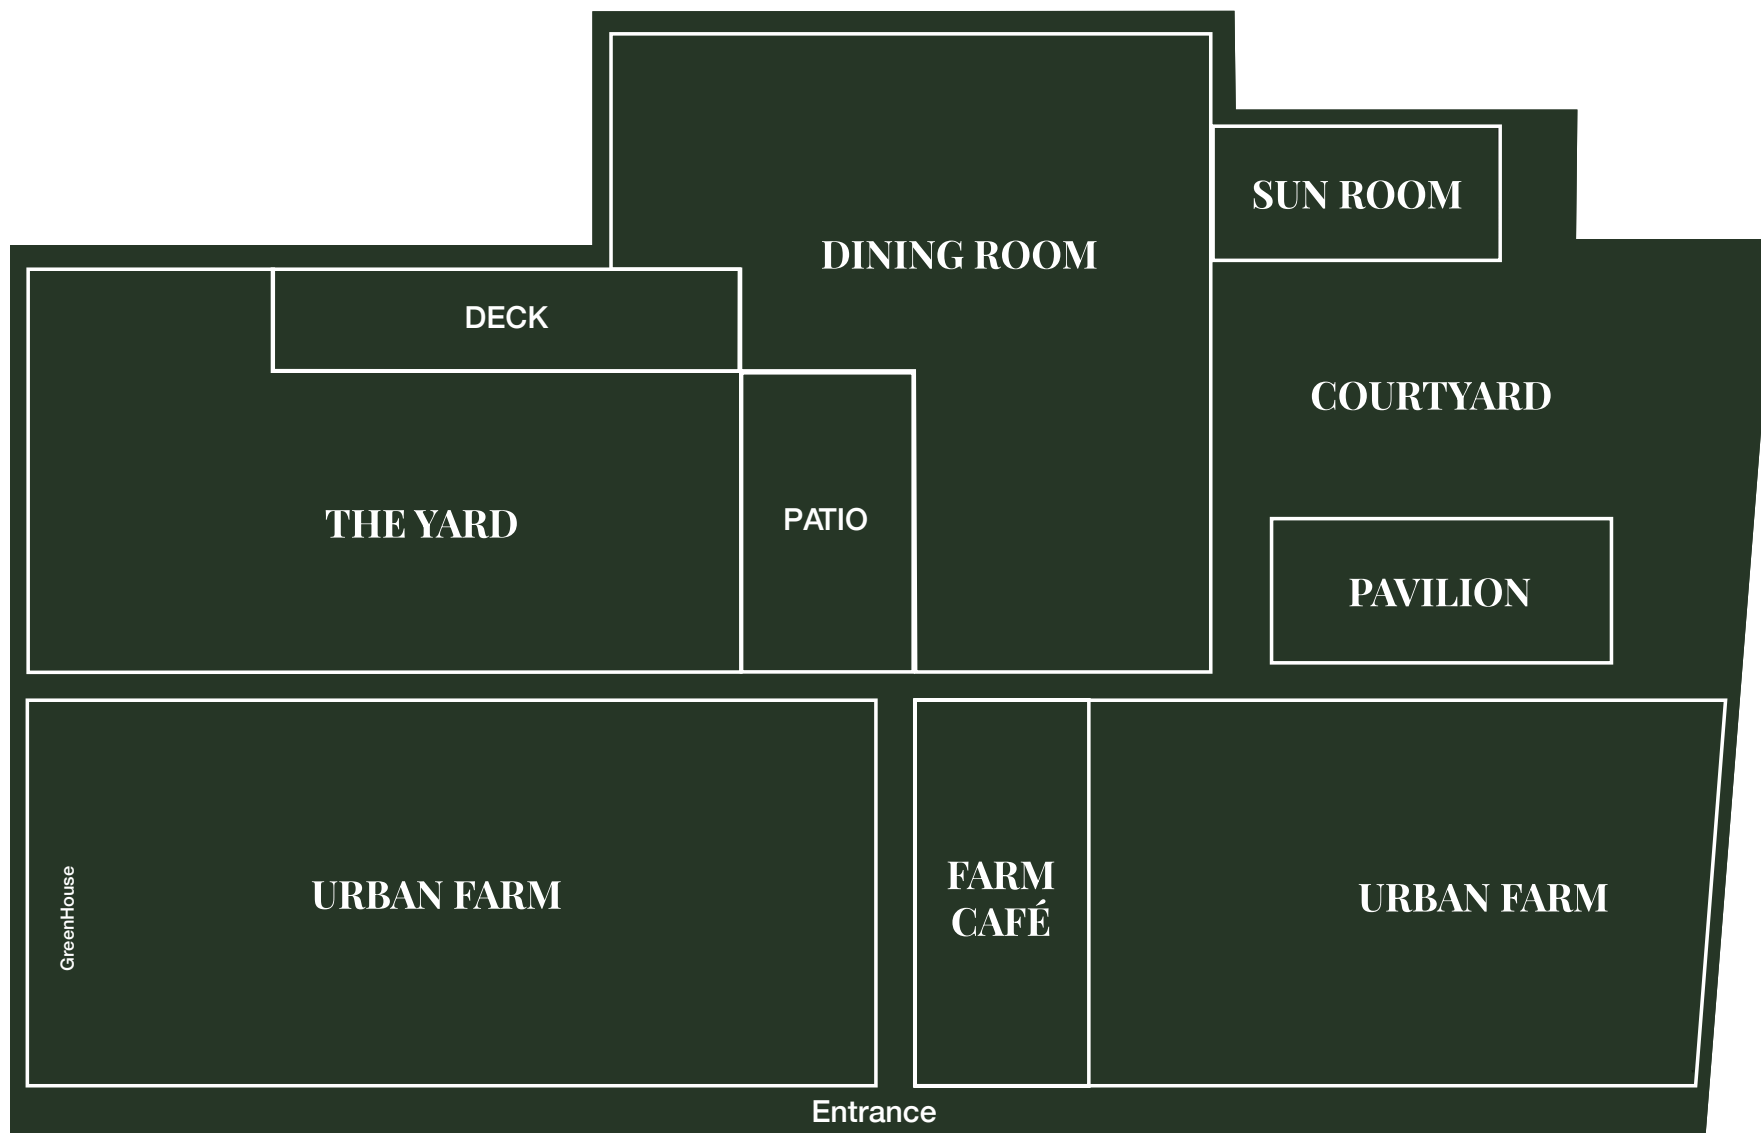 SUN ROOM
DINING ROOM
DECK
COURTYARD
THE YARD
PATIO
PAVILION
GreenHouse
URBAN FARM
FARM
CAFÉ
URBAN FARM
Entrance